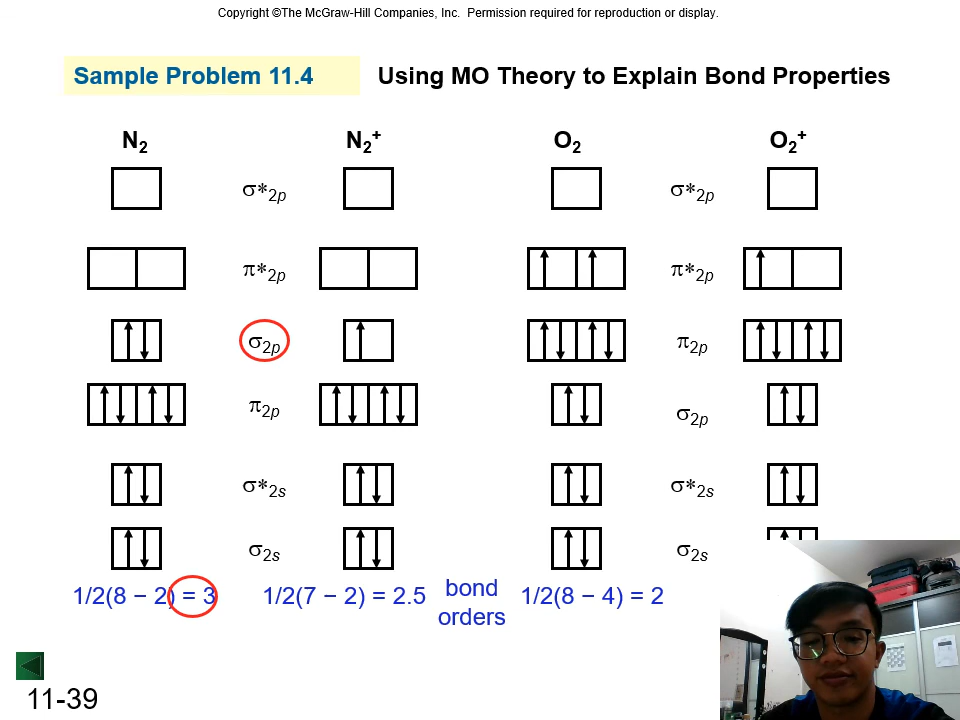 Copyright ©The McGraw-Hill Companies, Inc. Permission required for reproduction or display.
Sample Problem 11.4 Using MO Theory to Explain Bond Properties
N₂ N₂⁺ O₂ O₂⁺
σ*2p σ*2p
π*2p π*2p
σ2p π2p
π2p σ2p
σ*2s σ*2s
σ2s σ2s
1/2(8 − 2) = 3 1/2(7 − 2) = 2.5 bond orders 1/2(8 − 4) = 2
11-39